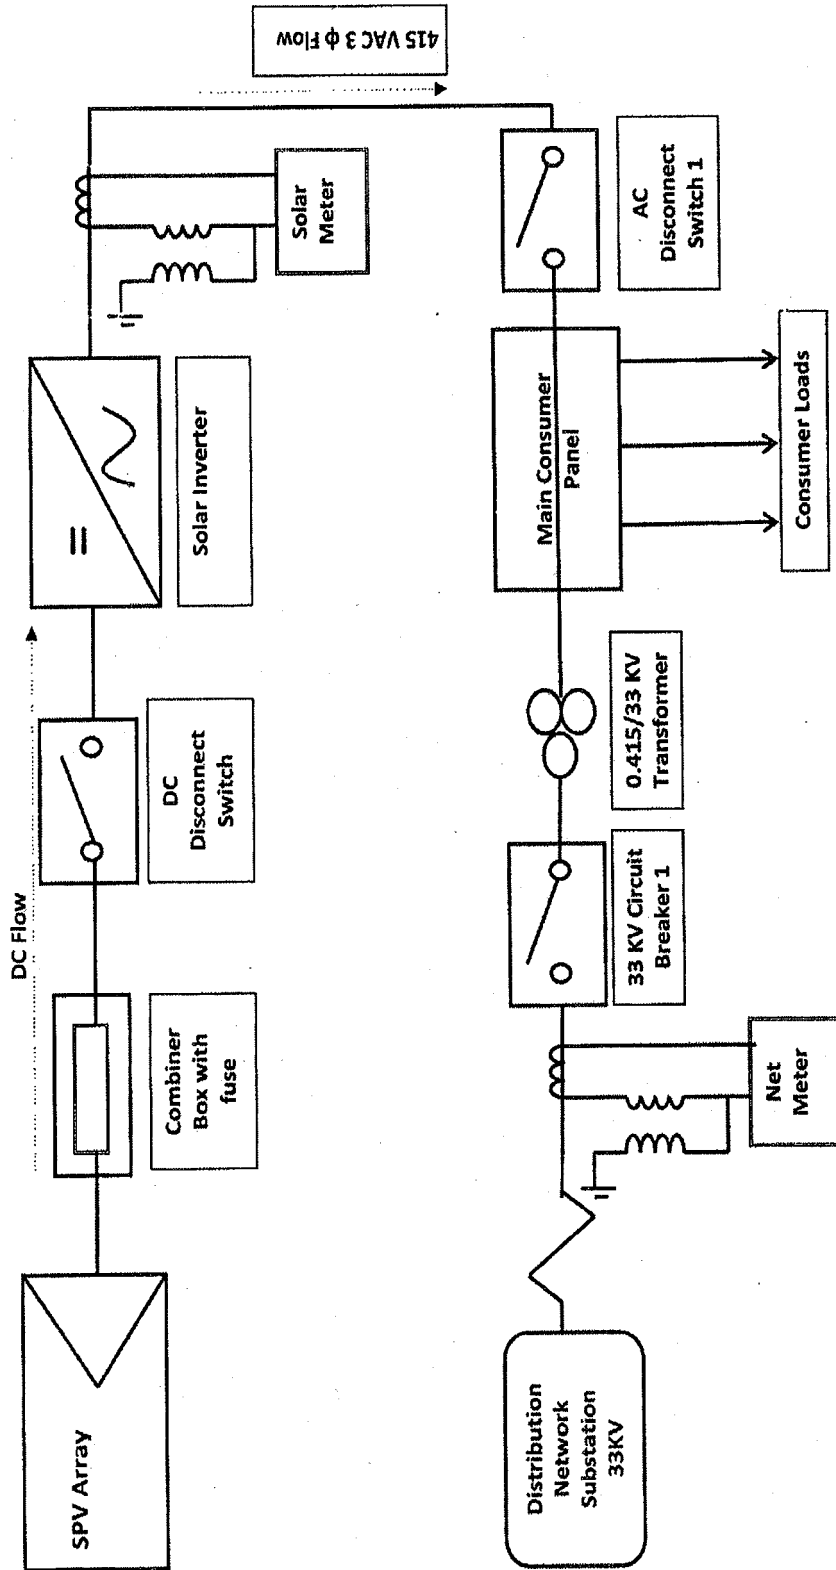 DC Flow
415 VAC 3 ф Flow
SPV Array
Combiner
Box with
fuse
DC
Disconnect
Switch
=
Solar Inverter
Solar
Meter
Distribution
Network
Substation
33KV
Net
Meter
33 KV Circuit
Breaker 1
0.415/33 KV
Transformer
Main Consumer
Panel
AC
Disconnect
Switch 1
Consumer Loads